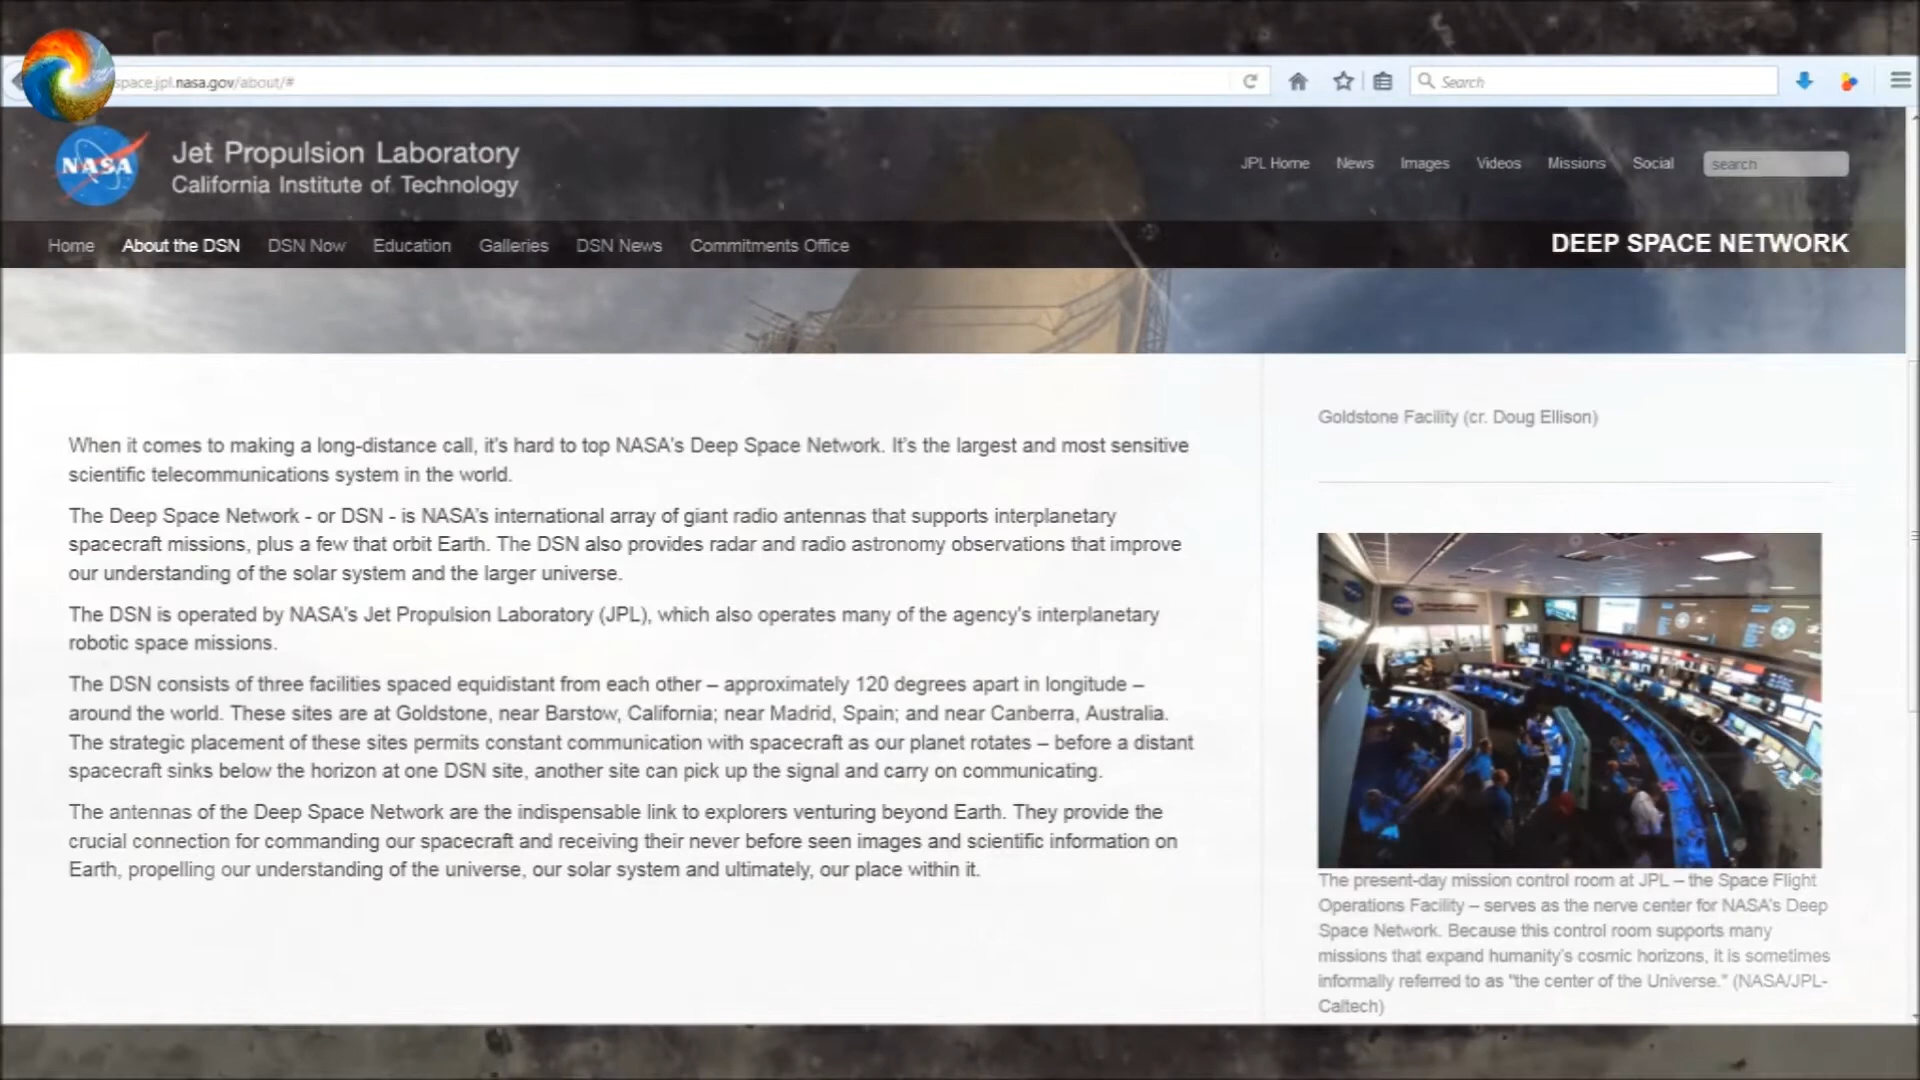 space.jpl.nasa.gov/about/#
Search
NASA
Jet Propulsion Laboratory
California Institute of Technology
JPL Home News Images Videos Missions Social search
Home About the DSN DSN Now Education Galleries DSN News Commitments Office
DEEP SPACE NETWORK
When it comes to making a long-distance call, it's hard to top NASA's Deep Space Network. It's the largest and most sensitive
scientific telecommunications system in the world.
The Deep Space Network - or DSN - is NASA's international array of giant radio antennas that supports interplanetary
spacecraft missions, plus a few that orbit Earth. The DSN also provides radar and radio astronomy observations that improve
our understanding of the solar system and the larger universe.
The DSN is operated by NASA's Jet Propulsion Laboratory (JPL), which also operates many of the agency's interplanetary
robotic space missions.
The DSN consists of three facilities spaced equidistant from each other – approximately 120 degrees apart in longitude –
around the world. These sites are at Goldstone, near Barstow, California; near Madrid, Spain; and near Canberra, Australia.
The strategic placement of these sites permits constant communication with spacecraft as our planet rotates – before a distant
spacecraft sinks below the horizon at one DSN site, another site can pick up the signal and carry on communicating.
The antennas of the Deep Space Network are the indispensable link to explorers venturing beyond Earth. They provide the
crucial connection for commanding our spacecraft and receiving their never before seen images and scientific information on
Earth, propelling our understanding of the universe, our solar system and ultimately, our place within it.
Goldstone Facility (cr. Doug Ellison)
The present-day mission control room at JPL – the Space Flight
Operations Facility – serves as the nerve center for NASA's Deep
Space Network. Because this control room supports many
missions that expand humanity's cosmic horizons, it is sometimes
informally referred to as "the center of the Universe." (NASA/JPL-
Caltech)